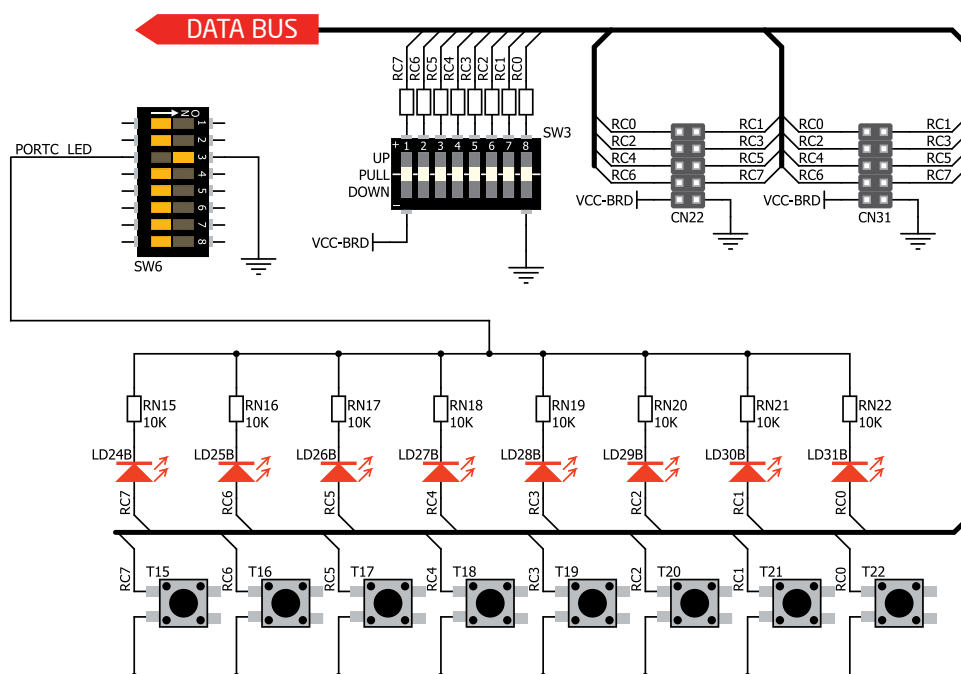 DATA BUS
RC7 RC6 RC5 RC4 RC3 RC2 RC1 RC0
SW3
+ 1 2 3 4 5 6 7 8
UP
PULL
DOWN
_
VCC-BRD
PORTC LED
ON
1
2
3
4
5
6
7
8
SW6
RC0 RC1
RC2 RC3
RC4 RC5
RC6 RC7
VCC-BRD
CN22
RC0 RC1
RC2 RC3
RC4 RC5
RC6 RC7
VCC-BRD
CN31
RN15 RN16 RN17 RN18 RN19 RN20 RN21 RN22
10K 10K 10K 10K 10K 10K 10K 10K
LD24B LD25B LD26B LD27B LD28B LD29B LD30B LD31B
RC7 RC6 RC5 RC4 RC3 RC2 RC1 RC0
RC7 RC6 RC5 RC4 RC3 RC2 RC1 RC0
T15 T16 T17 T18 T19 T20 T21 T22